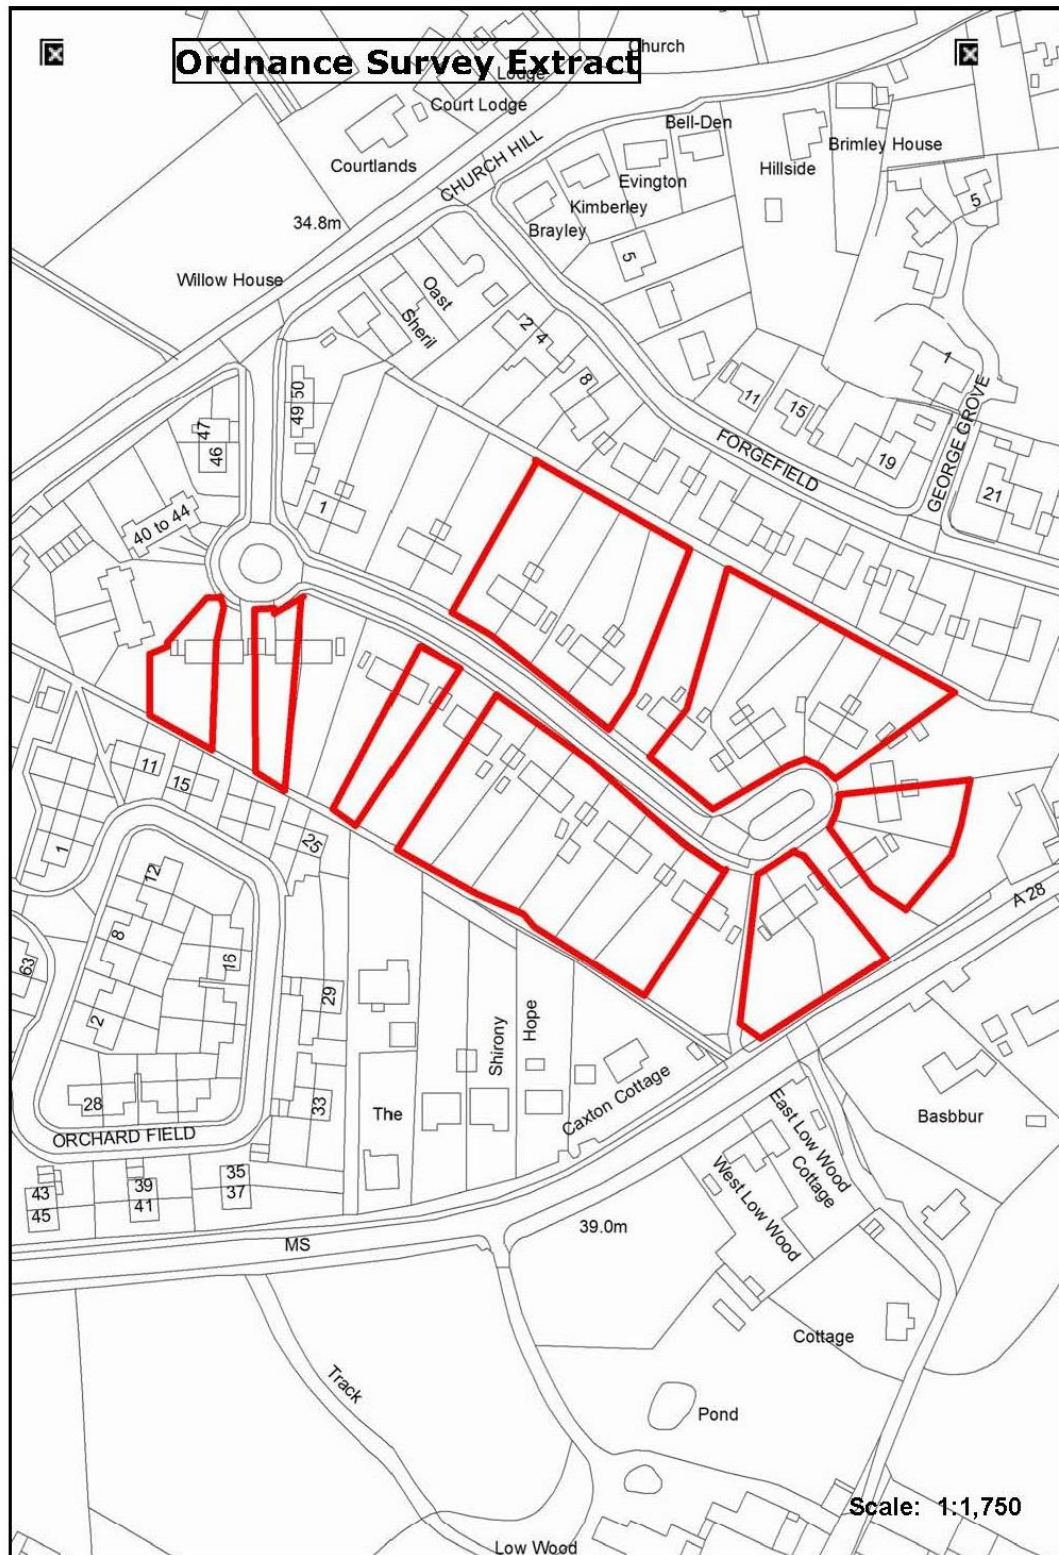 Ordnance Survey Extract
Church
Lodge
Court Lodge
Bell-Den
Brimley House
Courtlands
CHURCH HILL
Evington
Hillside
Kimberley
5
34.8m
Brayley
5
Willow House
Oast
Sheril
2 4
1
8
49 50
11
15
GEORGE GROVE
47
46
FORGEFIELD
19
21
1
40 to 44
11
15
25
1
12
8
16
63
2
29
A 28
Shirony
Hope
28
33
The
Caxton Cottage
East Low Wood
Cottage
Basbbur
ORCHARD FIELD
West Low Wood
43
45
39
41
35
37
39.0m
MS
Cottage
Track
Pond
Scale: 1:1,750
Low Wood